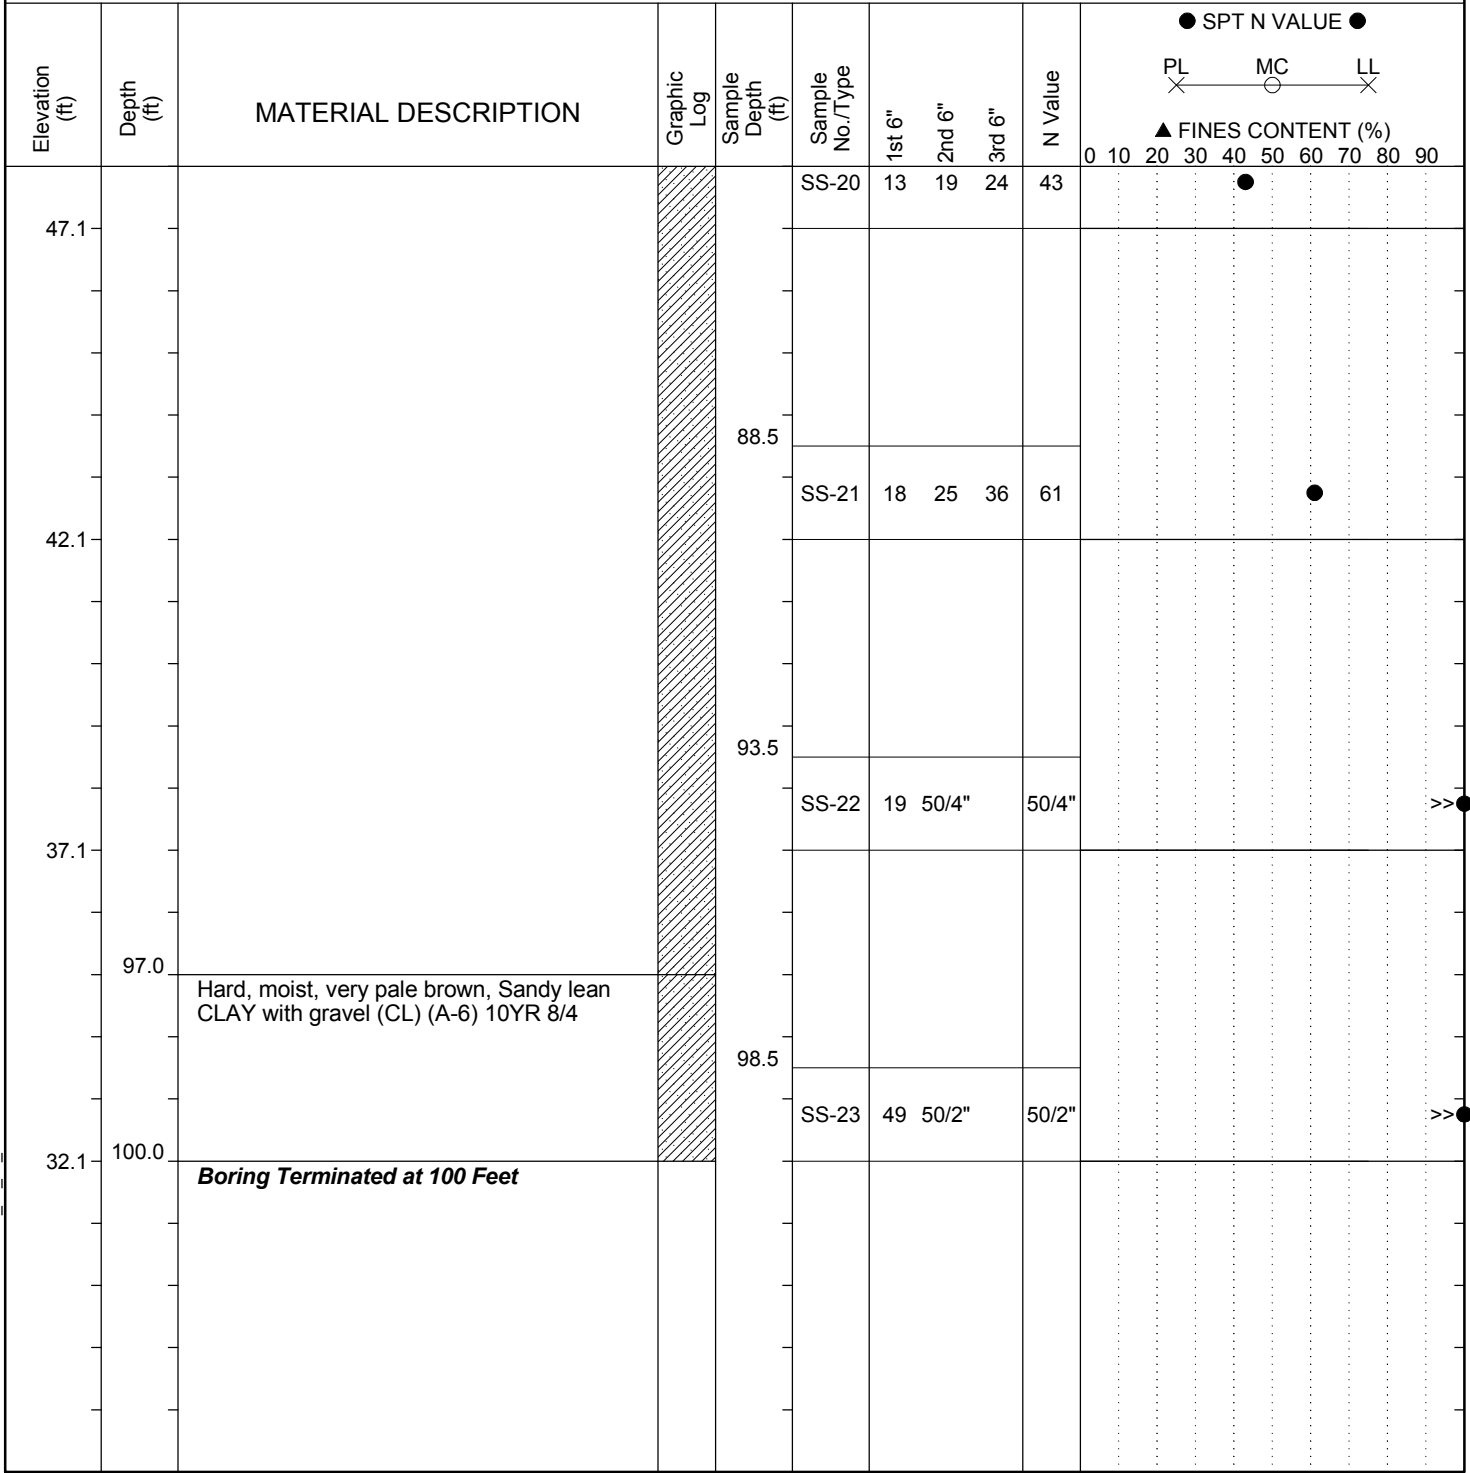 Elevation (ft)
Depth (ft)
MATERIAL DESCRIPTION
Graphic Log
Sample Depth (ft)
Sample No./Type
1st 6"
2nd 6"
3rd 6"
N Value
● SPT N VALUE ●
PL MC LL
▲ FINES CONTENT (%)
0 10 20 30 40 50 60 70 80 90
SS-20 13 19 24 43
47.1
88.5
SS-21 18 25 36 61
42.1
93.5
SS-22 19 50/4" 50/4" >>
37.1
97.0
Hard, moist, very pale brown, Sandy lean
CLAY with gravel (CL) (A-6) 10YR 8/4
98.5
SS-23 49 50/2" 50/2" >>
32.1 100.0
Boring Terminated at 100 Feet